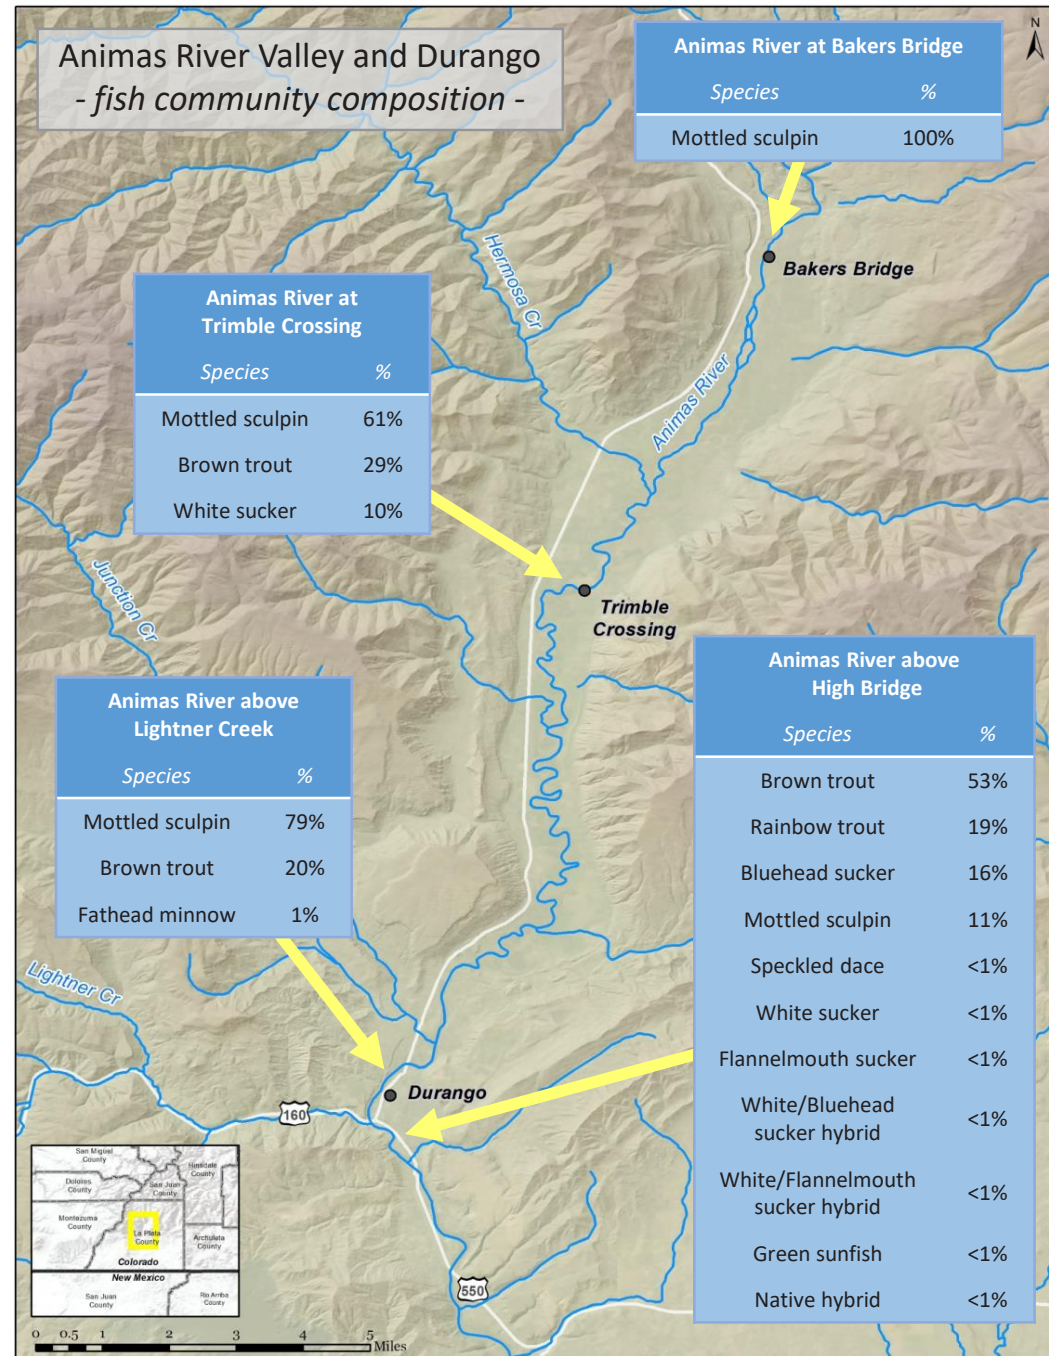 Animas River Valley and Durango
- fish community composition -
N
Animas River at Bakers Bridge
Species %
Mottled sculpin 100%
Bakers Bridge
Hermosa Cr
Animas River
Animas River at
Trimble Crossing
Species %
Mottled sculpin 61%
Brown trout 29%
White sucker 10%
Junction Cr
Trimble
Crossing
Animas River above
Lightner Creek
Species %
Mottled sculpin 79%
Brown trout 20%
Fathead minnow 1%
Animas River above
High Bridge
Species %
Brown trout 53%
Rainbow trout 19%
Bluehead sucker 16%
Mottled sculpin 11%
Speckled dace <1%
White sucker <1%
Flannelmouth sucker <1%
White/Bluehead
sucker hybrid <1%
White/Flannelmouth
sucker hybrid <1%
Green sunfish <1%
Native hybrid <1%
Lightner Cr
Durango
160
550
San Miguel
County
Hinsdale
County
Dolores
County
San Juan
County
Montezuma
County
La Plata
County
Archuleta
County
Colorado
New Mexico
San Juan
County
Rio Arriba
County
0 0.5 1 2 3 4 5
Miles